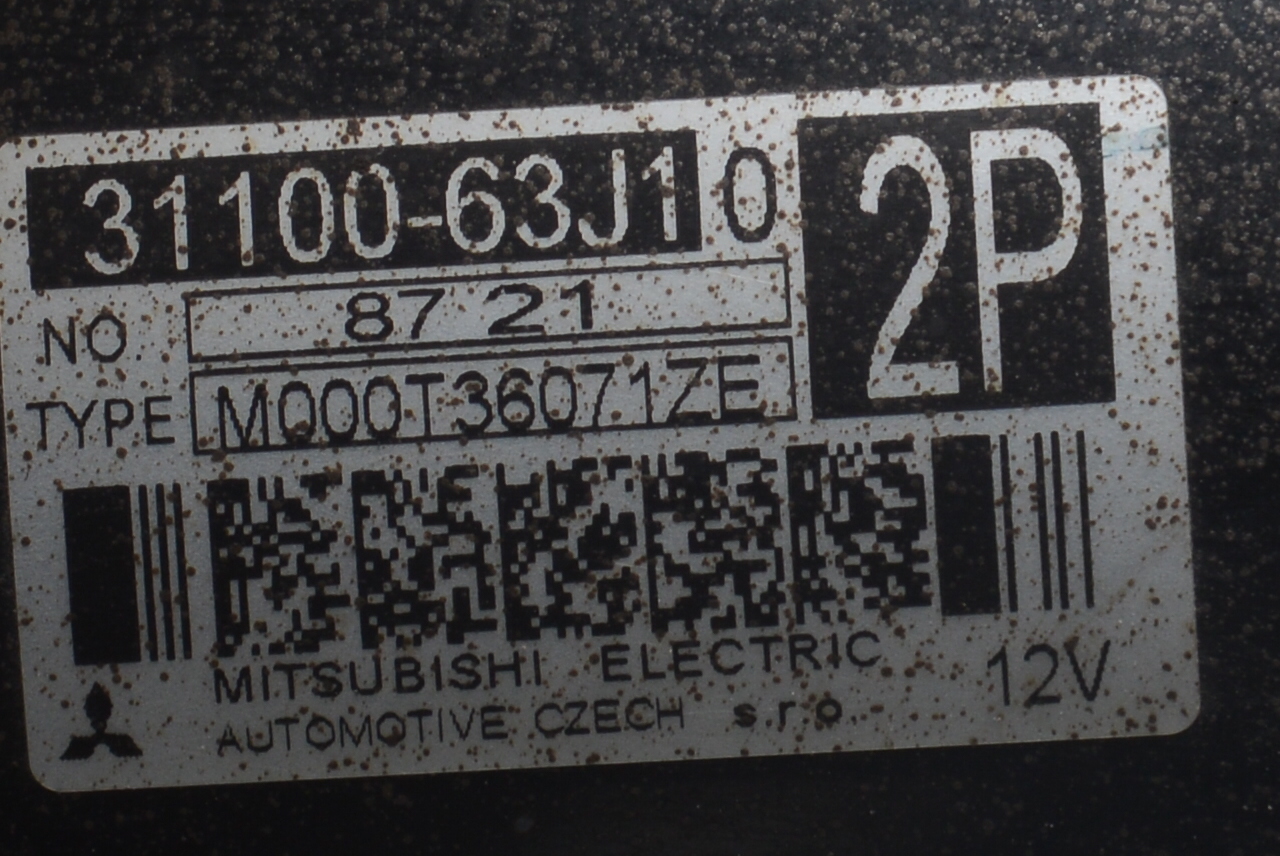 31100-63J10
2P
NO. 87 21
TYPE M000T36071ZE
MITSUBISHI ELECTRIC
AUTOMOTIVE CZECH s.r.o.
12V